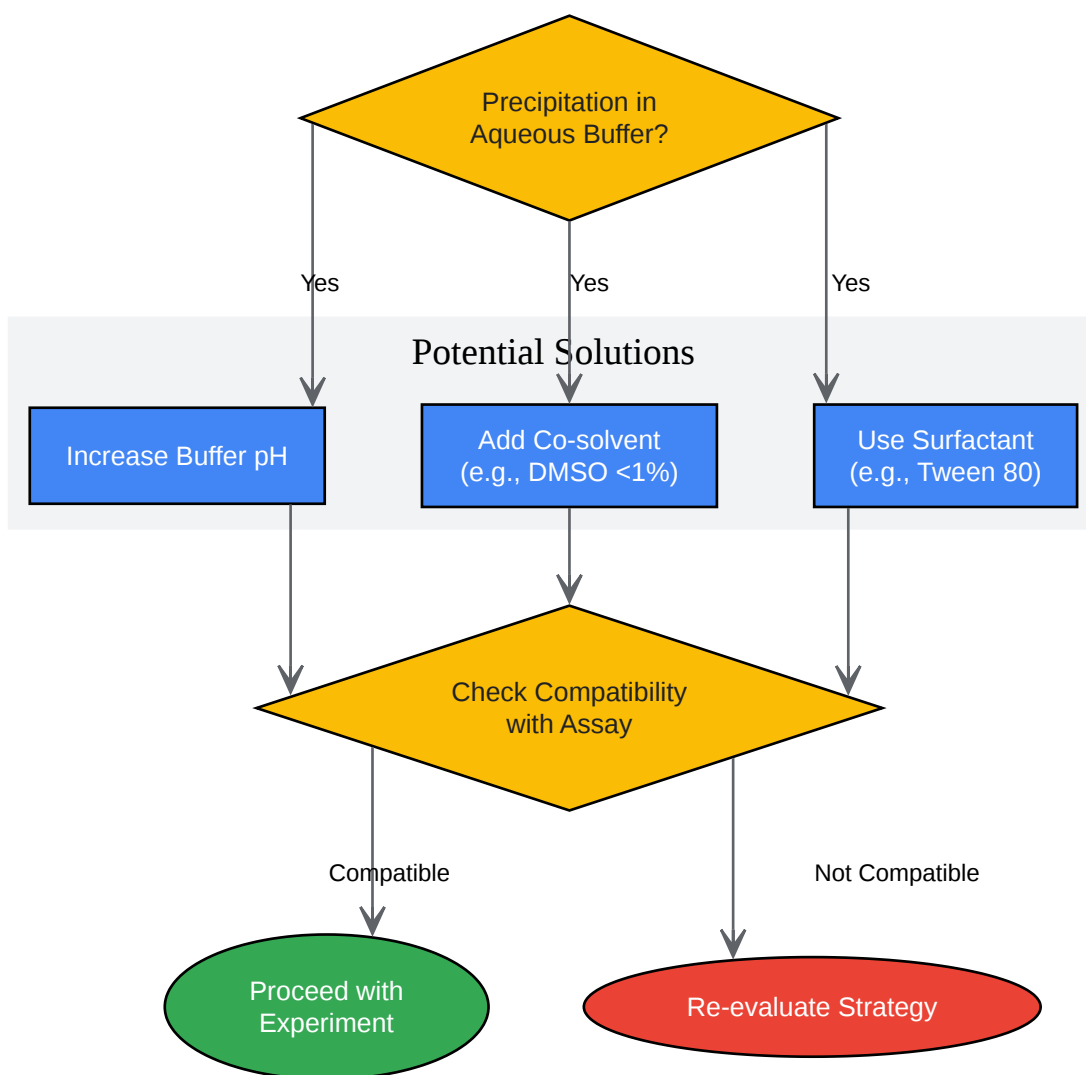 Precipitation in
Aqueous Buffer?
Yes
Yes
Yes
Potential Solutions
Increase Buffer pH
Add Co-solvent
(e.g., DMSO <1%)
Use Surfactant
(e.g., Tween 80)
Check Compatibility
with Assay
Compatible
Not Compatible
Proceed with
Experiment
Re-evaluate Strategy